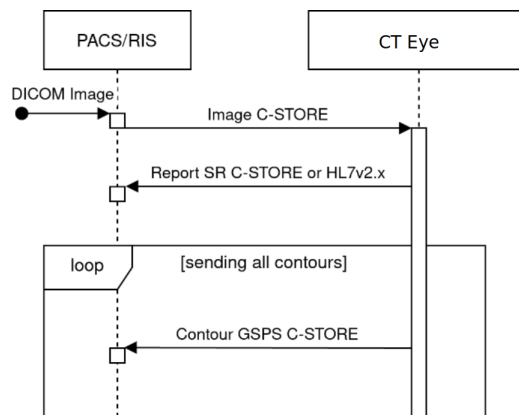 PACS/RIS
CT Eye
DICOM Image
Image C-STORE
Report SR C-STORE or HL7v2.x
loop
[sending all contours]
Contour GSPS C-STORE